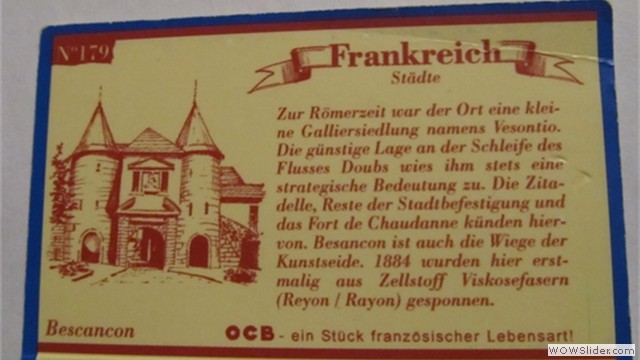 N° 179
Frankreich
Städte
Zur Römerzeit war der Ort eine klei-
ne Galliersiedlung namens Vesontio.
Die günstige Lage an der Schleife des
Flusses Doubs wies ihm stets eine
strategische Bedeutung zu. Die Zita-
delle, Reste der Stadtbefestigung und
das Fort de Chaudanne künden hier-
von. Besancon ist auch die Wiege der
Kunstseide. 1884 wurden hier erst-
malig aus Zellstoff Viskosefasern
(Reyon / Rayon) gesponnen.
Bescancon
OCB - ein Stück französischer Lebensart!
WOWSlider.com